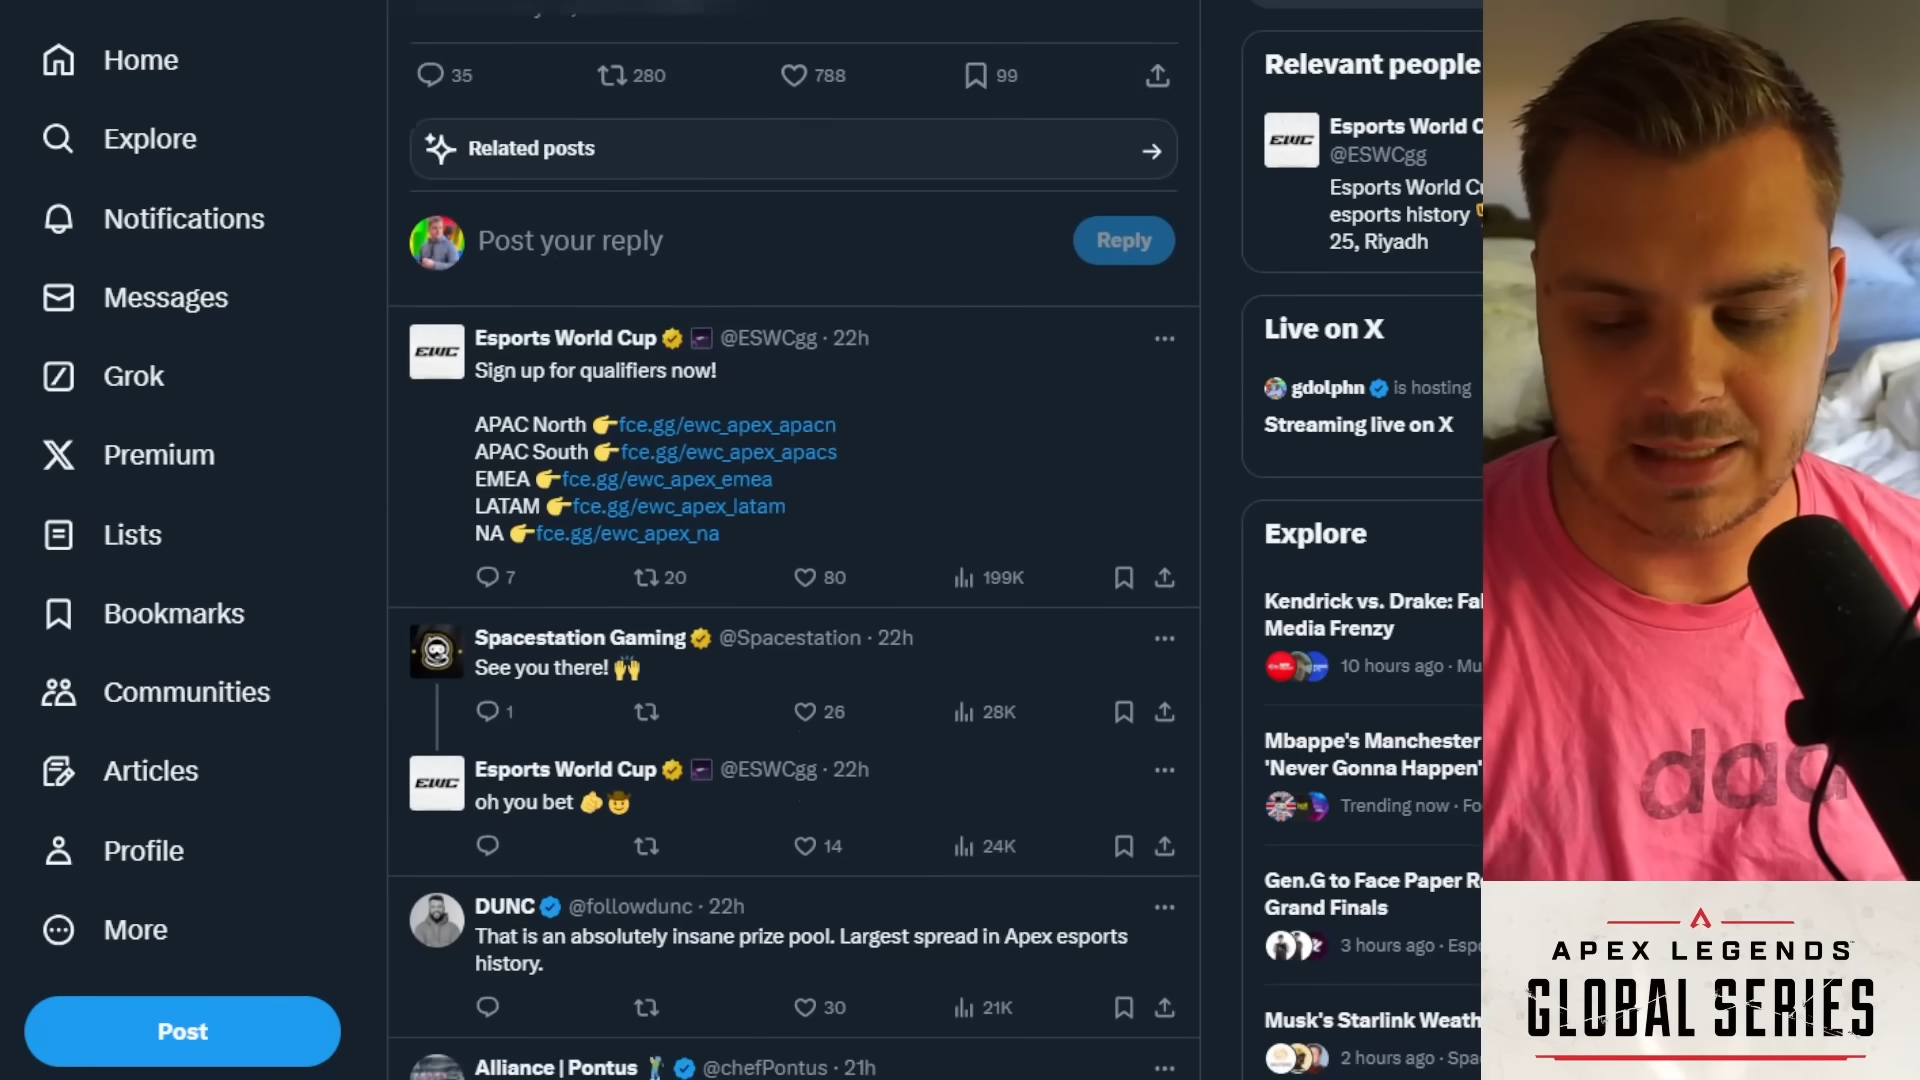 Home
Explore
Notifications
Messages
Grok
Premium
Lists
Bookmarks
Communities
Articles
Profile
More
Post
35 280 788 99
Related posts
Post your reply
Reply
Esports World Cup @ESWCgg · 22h
Sign up for qualifiers now!
APAC North 👉fce.gg/ewc_apex_apacn
APAC South 👉fce.gg/ewc_apex_apacs
EMEA 👉fce.gg/ewc_apex_emea
LATAM 👉fce.gg/ewc_apex_latam
NA 👉fce.gg/ewc_apex_na
7 20 80 199K
Spacestation Gaming @Spacestation · 22h
See you there! 🙌
1 26 28K
Esports World Cup @ESWCgg · 22h
oh you bet 🫵🤠
14 24K
DUNC @followdunc · 22h
That is an absolutely insane prize pool. Largest spread in Apex esports
history.
30 21K
Alliance | Pontus @chefPontus · 21h
EWC
EWC
Relevant people
EWC
Esports World
@ESWCgg
Esports World
esports history
25, Riyadh
Live on X
gdolphn is hosting
Streaming live on X
Explore
Kendrick vs. Drake:
Media Frenzy
10 hours ago ·
Mbappe's Manchester
'Never Gonna Happen'
Trending now ·
Gen.G to Face Paper
Grand Finals
3 hours ago ·
Musk's Starlink
2 hours ago ·
APEX LEGENDS
GLOBAL SERIES